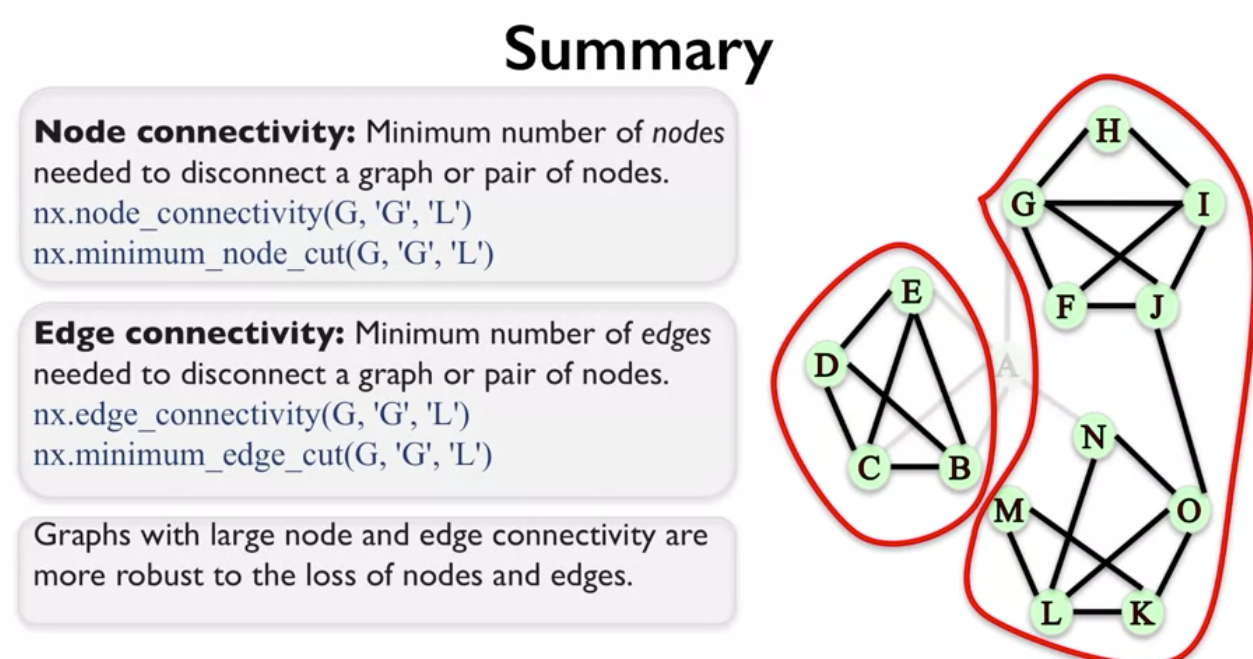 Summary
Node connectivity: Minimum number of nodes
needed to disconnect a graph or pair of nodes.
nx.node_connectivity(G, 'G', 'L')
nx.minimum_node_cut(G, 'G', 'L')
Edge connectivity: Minimum number of edges
needed to disconnect a graph or pair of nodes.
nx.edge_connectivity(G, 'G', 'L')
nx.minimum_edge_cut(G, 'G', 'L')
Graphs with large node and edge connectivity are
more robust to the loss of nodes and edges.
H
G
I
E
F
J
D
A
N
C
B
M
O
L
K